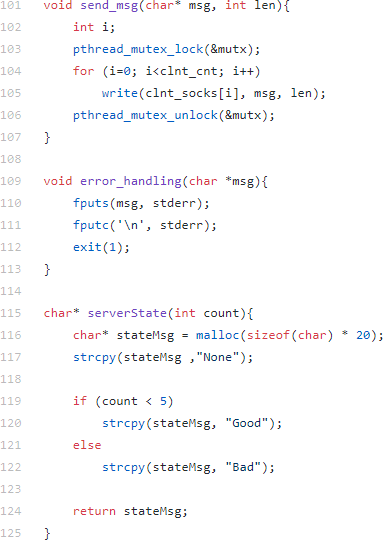 101 void send_msg(char* msg, int len){
102     int i;
103     pthread_mutex_lock(&mutx);
104     for (i=0; i<clnt_cnt; i++)
105         write(clnt_socks[i], msg, len);
106     pthread_mutex_unlock(&mutx);
107 }
108
109 void error_handling(char *msg){
110     fputs(msg, stderr);
111     fputc('\n', stderr);
112     exit(1);
113 }
114
115 char* serverState(int count){
116     char* stateMsg = malloc(sizeof(char) * 20);
117     strcpy(stateMsg ,"None");
118
119     if (count < 5)
120         strcpy(stateMsg, "Good");
121     else
122         strcpy(stateMsg, "Bad");
123
124     return stateMsg;
125 }